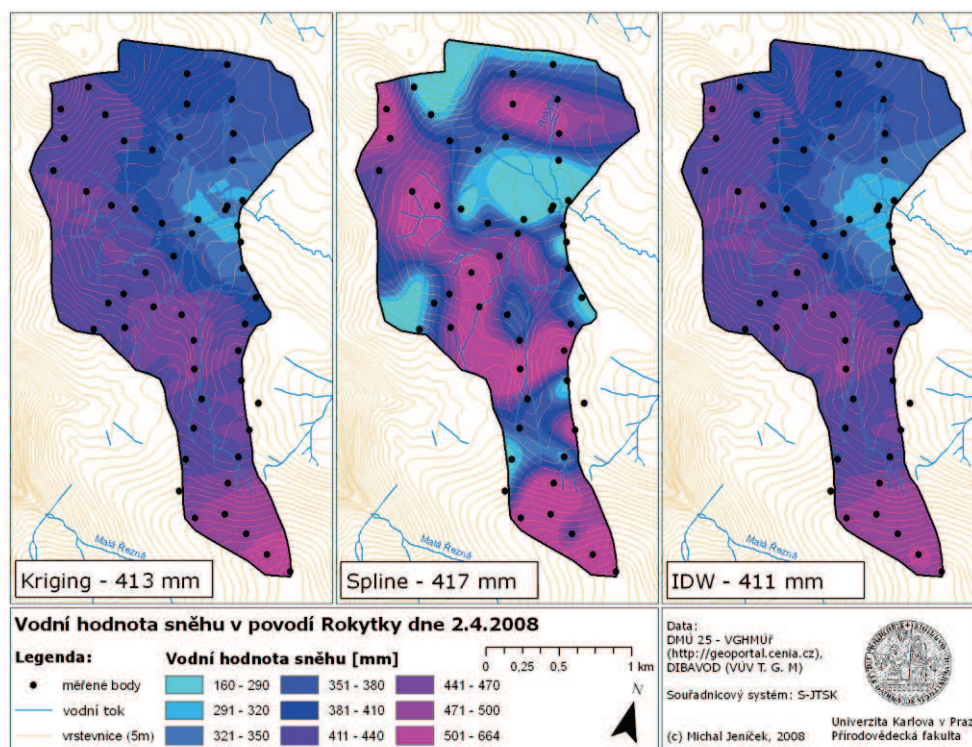 Rokytka
Malá Řezná
Malá Řezná
Malá Řezná
Kriging - 413 mm
Spline - 417 mm
IDW - 411 mm
Vodní hodnota sněhu v povodí Rokytky dne 2.4.2008
Legenda:
měřené body
vodní tok
vrstevnice (5m)
Vodní hodnota sněhu [mm]
160 - 290
291 - 320
321 - 350
351 - 380
381 - 410
411 - 440
441 - 470
471 - 500
501 - 664
0 0,25 0,5 1 km
N
Data:
DMÚ 25 - VGHMÚř
(http://geoportal.cenia.cz),
DIBAVOD (VÚV T. G. M)
Souřadnicový systém: S-JTSK
(c) Michal Jeníček, 2008
Univerzita Karlova v Praz
Přírodovědecká fakulta